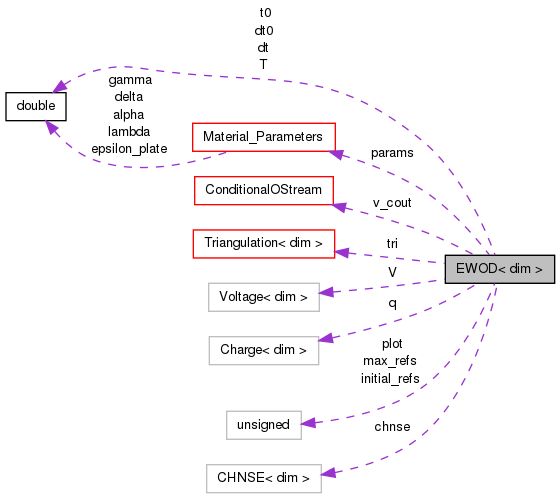 t0
dt0
dt
T
gamma
delta
alpha
lambda
epsilon_plate
double
Material_Parameters
params
ConditionalOStream
v_cout
Triangulation< dim >
tri
EWOD< dim >
V
Voltage< dim >
q
Charge< dim >
plot
max_refs
initial_refs
unsigned
chnse
CHNSE< dim >